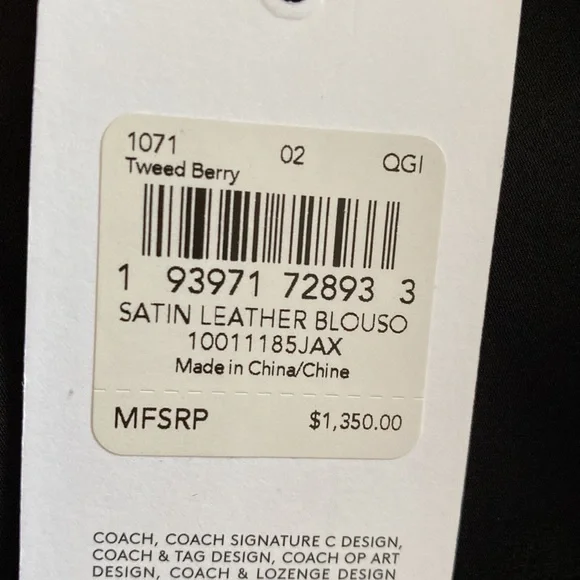 1071 02 QGI
Tweed Berry
1 93971 72893 3
SATIN LEATHER BLOUSO
10011185JAX
Made in China/Chine
MFSRP $1,350.00
COACH, COACH SIGNATURE C DESIGN,
COACH & TAG DESIGN, COACH OP ART
DESIGN, COACH & LOZENGE DESIGN